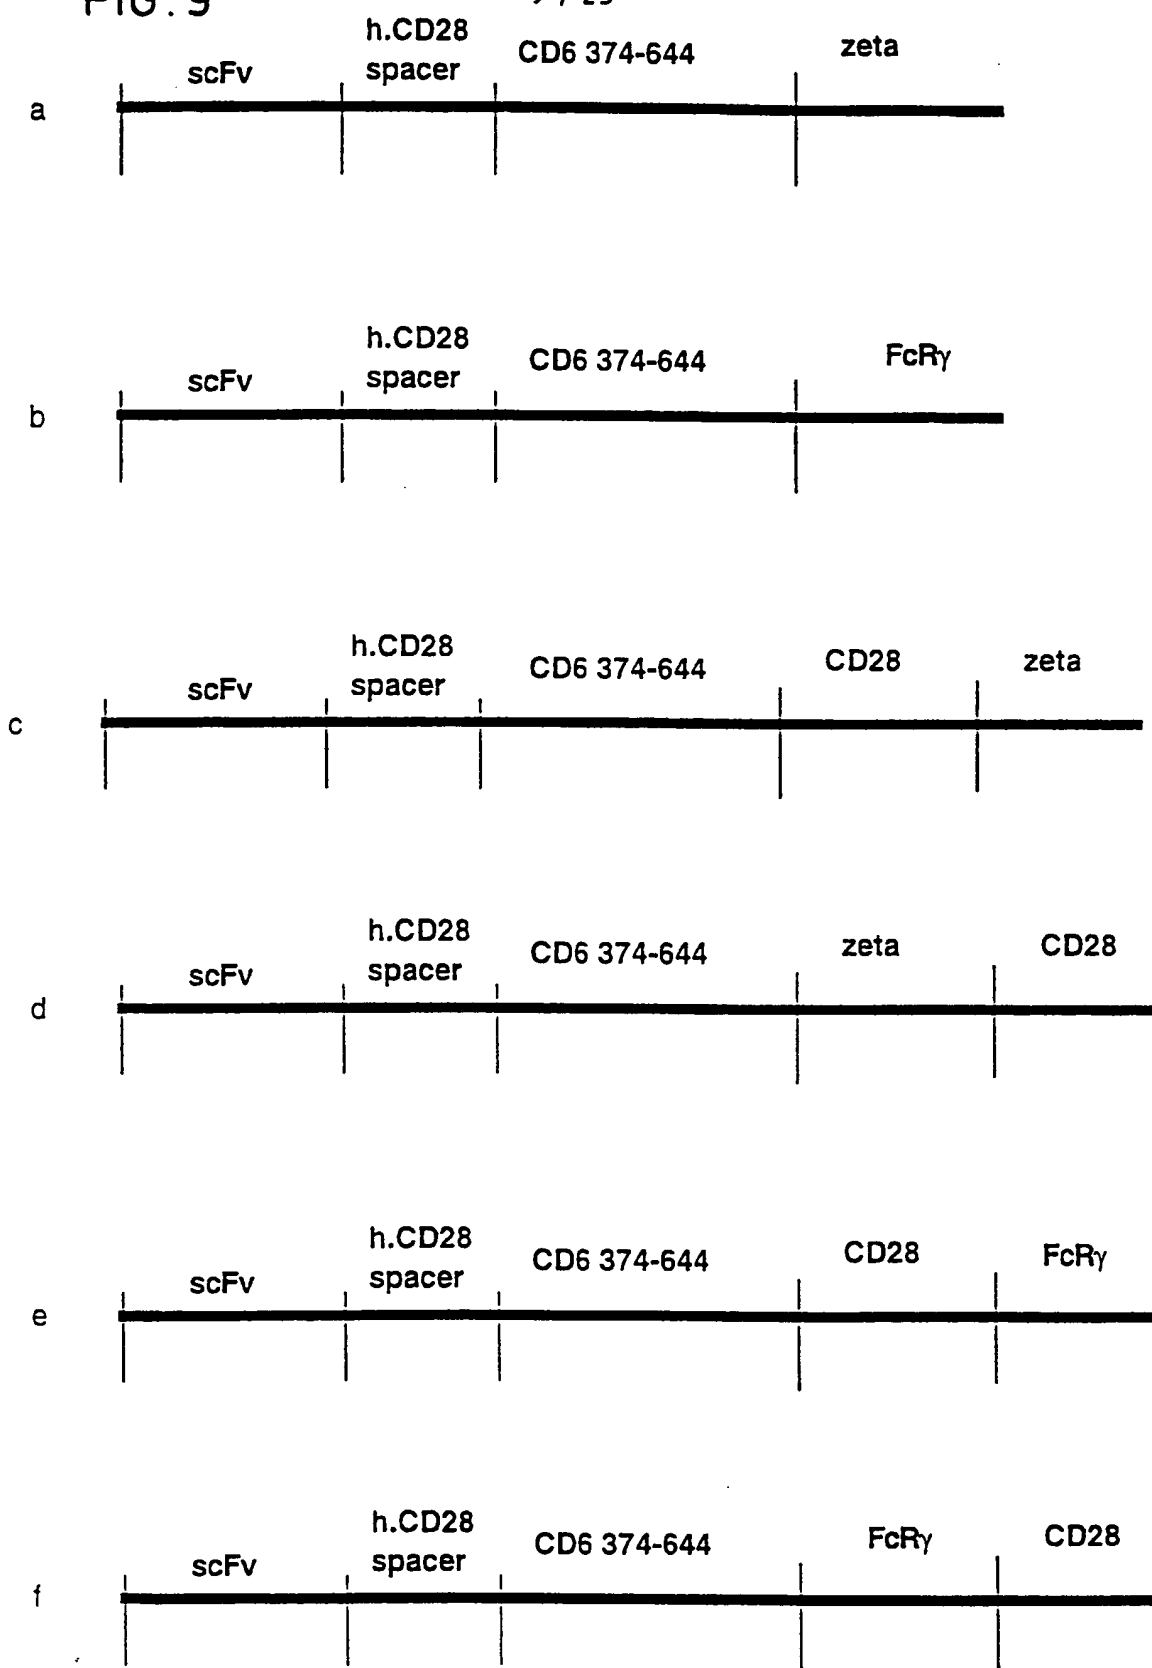 FIG. 9
h.CD28
spacer
scFv
CD6 374-644
zeta
a
h.CD28
spacer
scFv
CD6 374-644
FcRγ
b
h.CD28
spacer
scFv
CD6 374-644
CD28
zeta
c
h.CD28
spacer
scFv
CD6 374-644
zeta
CD28
d
h.CD28
spacer
scFv
CD6 374-644
CD28
FcRγ
e
h.CD28
spacer
scFv
CD6 374-644
FcRγ
CD28
f